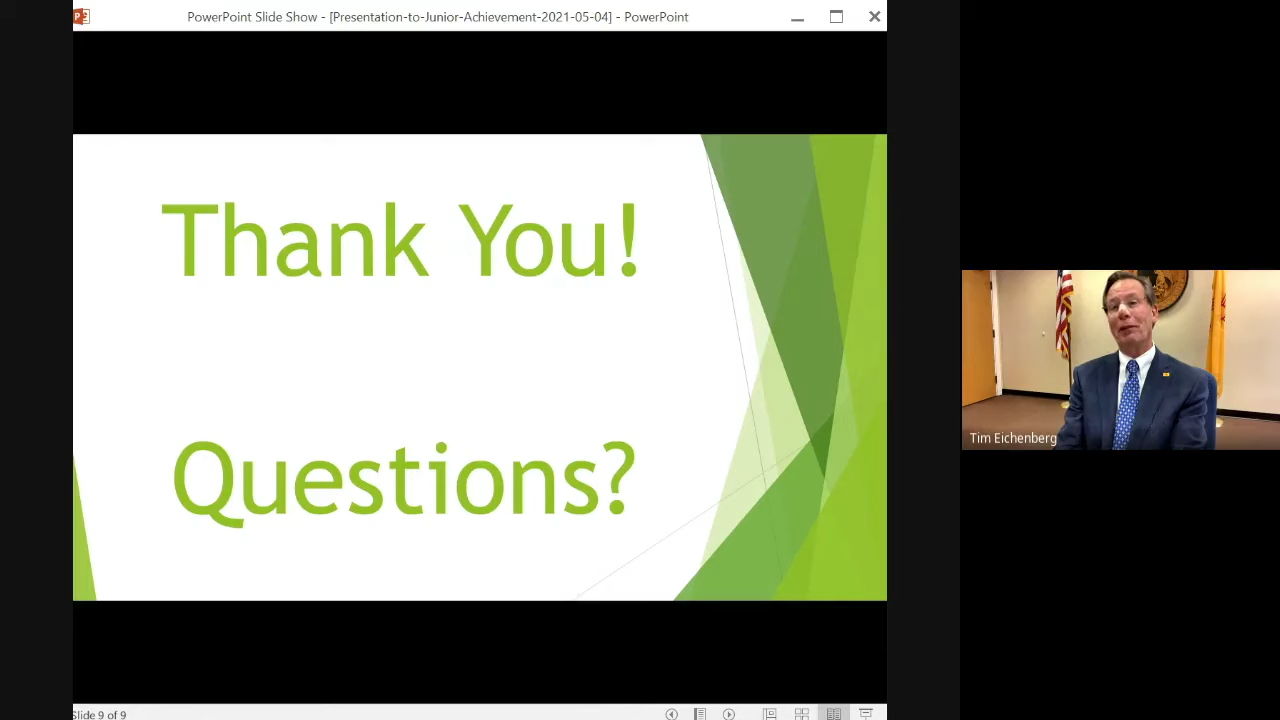 PowerPoint Slide Show - [Presentation-to-Junior-Achievement-2021-05-04] - PowerPoint
Thank You!
Questions?
Tim Eichenberg
Slide 9 of 9